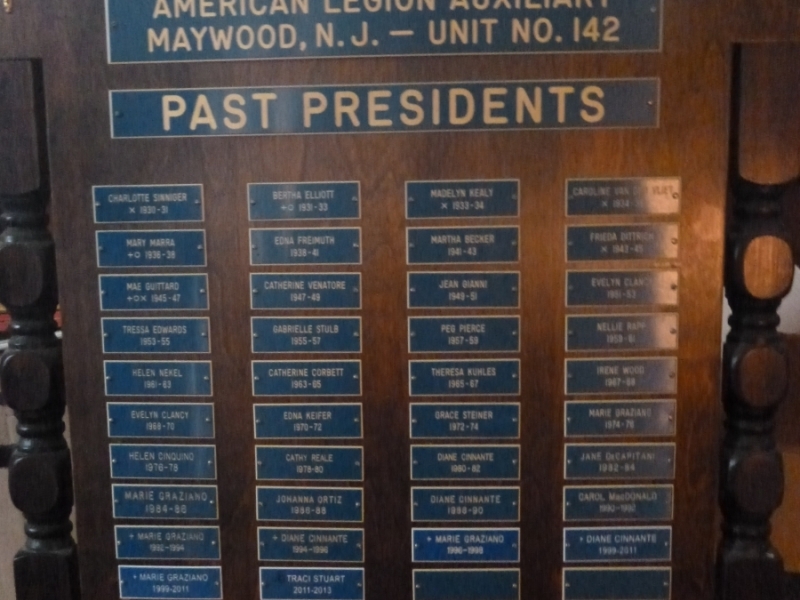 AMERICAN LEGION AUXILIARY
MAYWOOD, N.J. — UNIT NO. 142
PAST PRESIDENTS
CHARLOTTE SINNIGER
× 1930-31
BERTHA ELLIOTT
+○ 1931-33
MADELYN KEALY
× 1933-34
CAROLINE VAN DER VLIET
× 1934-
MARY MARRA
+○ 1936-38
EDNA FREIMUTH
1938-41
MARTHA BECKER
1941-43
FRIEDA DITTRICH
× 1943-45
MAE GUITTARD
+○× 1945-47
CATHERINE VENATORE
1947-49
JEAN GIANNI
1949-51
EVELYN CLANCY
1951-53
TRESSA EDWARDS
1953-55
GABRIELLE STULB
1955-57
PEG PIERCE
1957-59
NELLIE RAPP
1959-61
HELEN NEKEL
1961-63
CATHERINE CORBETT
1963-65
THERESA KUHLES
1965-67
IRENE WOOD
1967-68
EVELYN CLANCY
1968-70
EDNA KEIFER
1970-72
GRACE STEINER
1972-74
MARIE GRAZIANO
1974-76
HELEN CINQUINO
1976-78
CATHY REALE
1978-80
DIANE CINNANTE
1980-82
JANE DeCAPITANI
1982-84
MARIE GRAZIANO
1984-86
JOHANNA ORTIZ
1986-88
DIANE CINNANTE
1988-90
CAROL MacDONALD
1990-1992
+ MARIE GRAZIANO
1992-1994
+ DIANE CINNANTE
1994-1996
+ MARIE GRAZIANO
1996-1998
+ DIANE CINNANTE
1999-2011
+ MARIE GRAZIANO
1999-2011
TRACI STUART
2011-2013